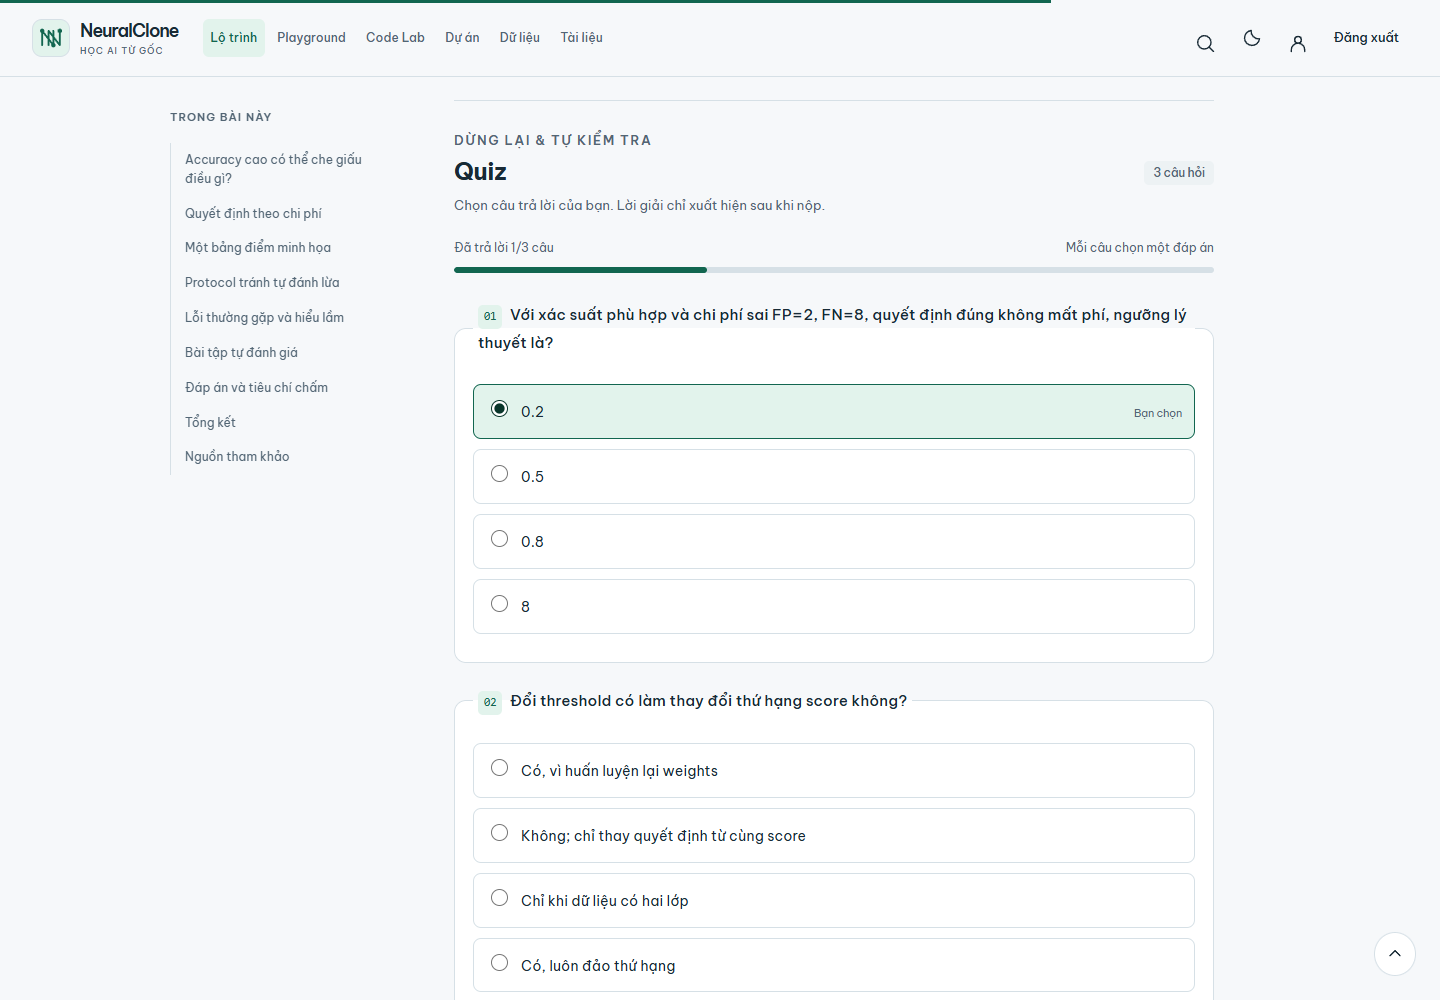 NeuralClone
HỌC AI TỪ GỐC
Lộ trình
Playground
Code Lab
Dự án
Dữ liệu
Tài liệu
Đăng xuất
TRONG BÀI NÀY
Accuracy cao có thể che giấu
điều gì?
Quyết định theo chi phí
Một bảng điểm minh họa
Protocol tránh tự đánh lừa
Lỗi thường gặp và hiểu lầm
Bài tập tự đánh giá
Đáp án và tiêu chí chấm
Tổng kết
Nguồn tham khảo
DỪNG LẠI & TỰ KIỂM TRA
Quiz
3 câu hỏi
Chọn câu trả lời của bạn. Lời giải chỉ xuất hiện sau khi nộp.
Đã trả lời 1/3 câu
Mỗi câu chọn một đáp án
01 Với xác suất phù hợp và chi phí sai FP=2, FN=8, quyết định đúng không mất phí, ngưỡng lý
thuyết là?
0.2
Bạn chọn
0.5
0.8
8
02 Đổi threshold có làm thay đổi thứ hạng score không?
Có, vì huấn luyện lại weights
Không; chỉ thay quyết định từ cùng score
Chỉ khi dữ liệu có hai lớp
Có, luôn đảo thứ hạng